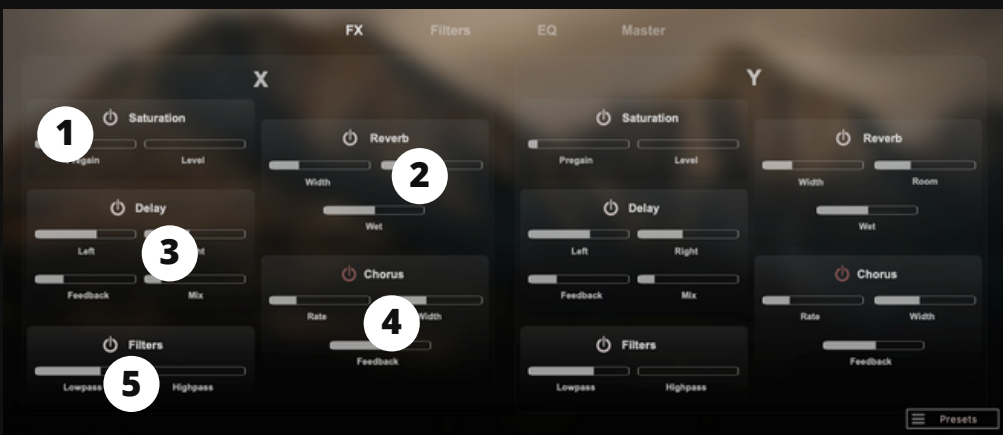 FX Filters EQ Master
X
Saturation
1
egain Level
Reverb
Width
2
Wet
Delay
Left
3
Feedback Mix
Chorus
Rate Width
4
Feedback
Filters
Lowpass Highpass
5
Y
Saturation
Pregain Level
Reverb
Width Room
Wet
Delay
Left Right
Feedback Mix
Chorus
Rate Width
Feedback
Filters
Lowpass Highpass
Presets